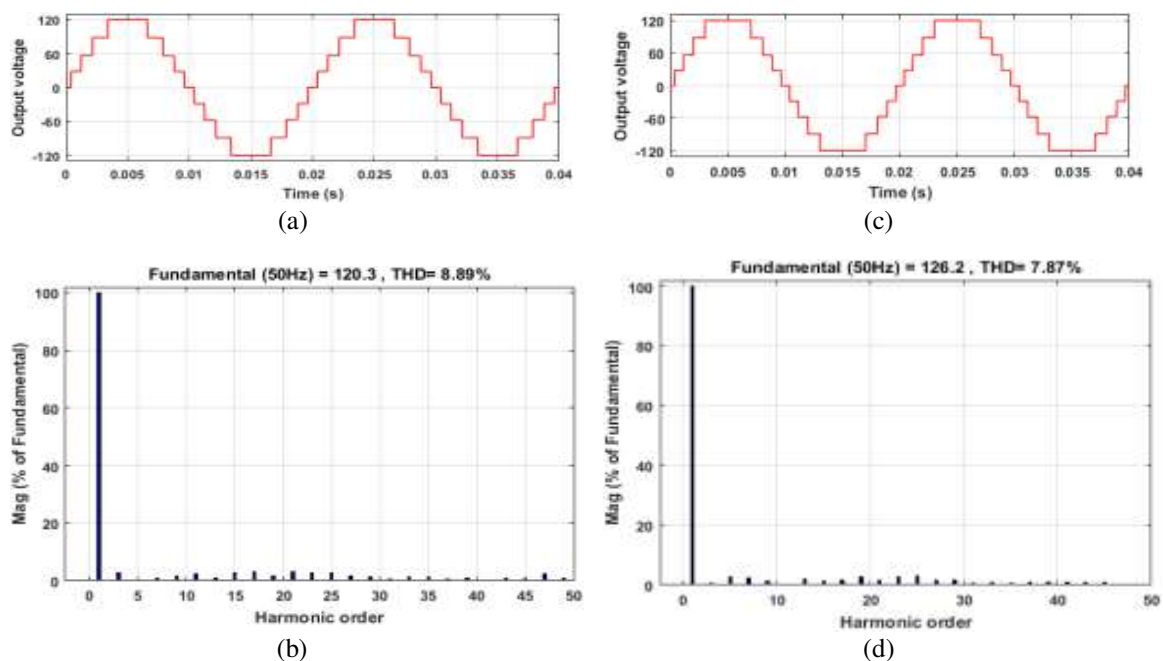 120
60
0
-60
-120
Output voltage
0 0.005 0.01 0.015 0.02 0.025 0.03 0.035 0.04
Time (s)
(a)
120
60
0
-60
-120
Output voltage
0 0.005 0.01 0.015 0.02 0.025 0.03 0.035 0.04
Time (s)
(c)
Fundamental (50Hz) = 120.3 , THD= 8.89%
100
80
60
40
20
0
Mag (% of Fundamental)
0 5 10 15 20 25 30 35 40 45 50
Harmonic order
(b)
Fundamental (50Hz) = 126.2 , THD= 7.87%
100
80
60
40
20
0
Mag (% of Fundamental)
0 10 20 30 40 50
Harmonic order
(d)